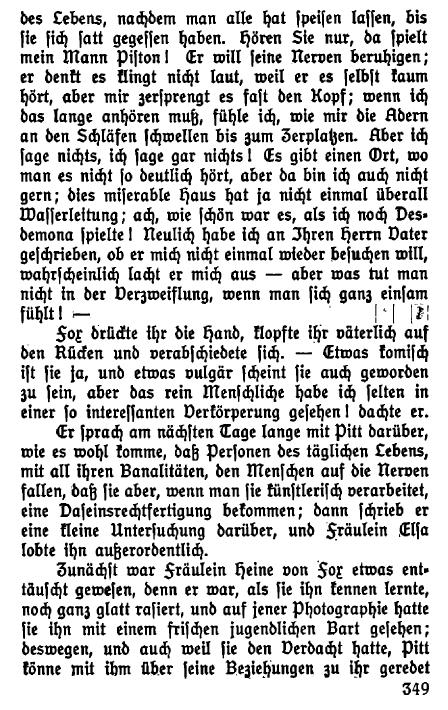 des Lebens, nachdem man alle hat speisen lassen, bis
sie sich satt gegessen haben. Hören Sie nur, da spielt
mein Mann Piston! Er will seine Nerven beruhigen;
er denkt es klingt nicht laut, weil er es selbst kaum
hört, aber mir zersprengt es fast den Kopf; wenn ich
das lange anhören muß, fühle ich, wie mir die Adern
an den Schläfen schwellen bis zum Zerplatzen. Aber ich
sage nichts, ich sage gar nichts! Es gibt einen Ort, wo
man es nicht so deutlich hört, aber da bin ich auch nicht
gern; dies miserable Haus hat ja nicht einmal überall
Wasserleitung; ach, wie schön war es, als ich noch Des-
demona spielte! Neulich habe ich an Ihren Herrn Vater
geschrieben, ob er mich nicht einmal wieder besuchen will,
wahrscheinlich lacht er mich aus — aber was tut man
nicht in der Verzweiflung, wenn man sich ganz einsam
fühlt! —
Fox drückte ihr die Hand, klopfte ihr väterlich auf
den Rücken und verabschiedete sich. — Etwas komisch
ist sie ja, und etwas vulgär scheint sie auch geworden
zu sein, aber das rein Menschliche habe ich selten in
einer so interessanten Verkörperung gesehen! dachte er.
Er sprach am nächsten Tage lange mit Pitt darüber,
wie es wohl komme, daß Personen des täglichen Lebens,
mit all ihren Banalitäten, den Menschen auf die Nerven
fallen, daß sie aber, wenn man sie künstlerisch verarbeitet,
eine Daseinsrechtfertigung bekommen; dann schrieb er
eine kleine Untersuchung darüber, und Fräulein Elsa
lobte ihn außerordentlich.
Zunächst war Fräulein Heine von Fox etwas ent-
täuscht gewesen, denn er war, als sie ihn kennen lernte,
noch ganz glatt rasiert, und auf jener Photographie hatte
sie ihn mit einem frischen jugendlichen Bart gesehen;
deswegen, und auch weil sie den Verdacht hatte, Pitt
könne mit ihm über seine Beziehungen zu ihr geredet
349